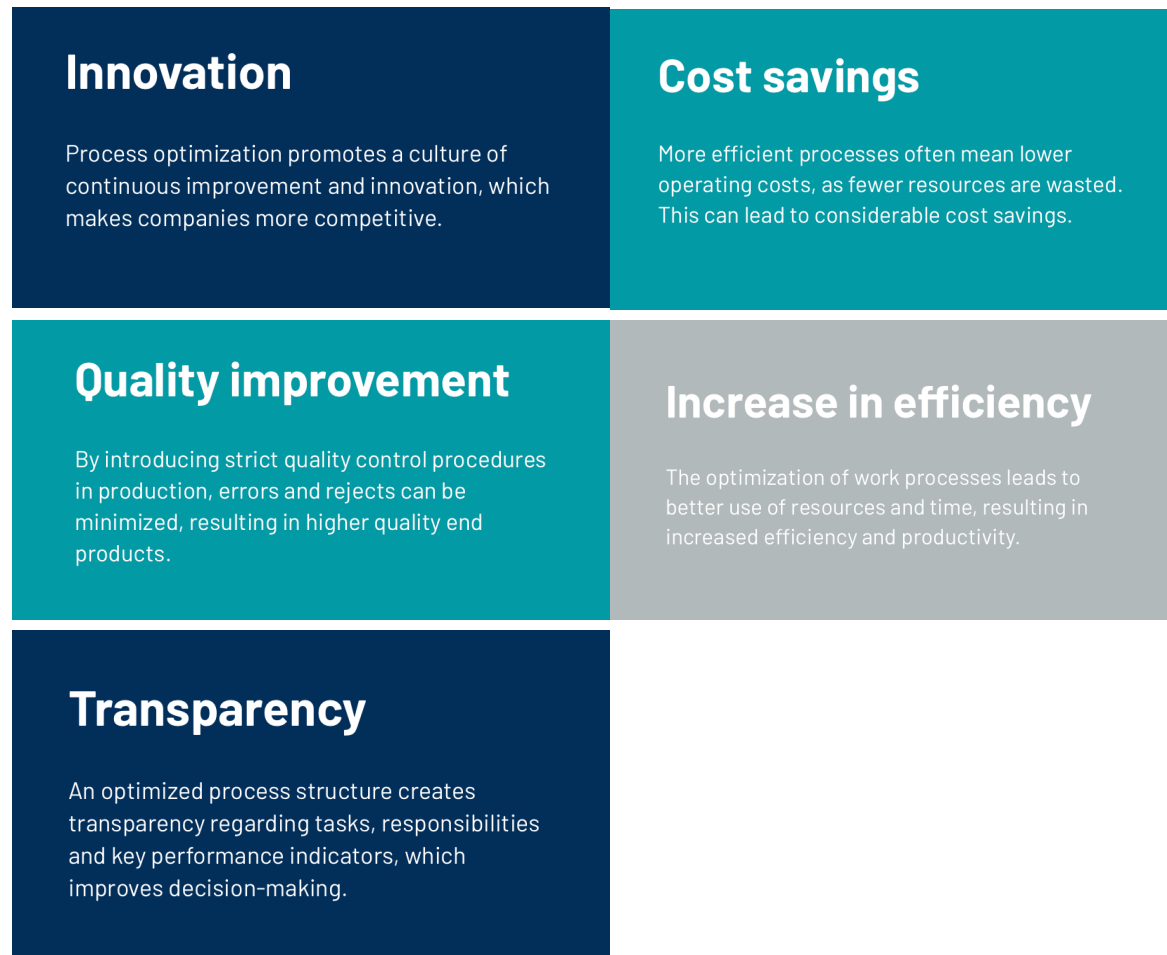 Innovation
Process optimization promotes a culture of
continuous improvement and innovation, which
makes companies more competitive.
Cost savings
More efficient processes often mean lower
operating costs, as fewer resources are wasted.
This can lead to considerable cost savings.
Quality improvement
By introducing strict quality control procedures
in production, errors and rejects can be
minimized, resulting in higher quality end
products.
Increase in efficiency
The optimization of work processes leads to
better use of resources and time, resulting in
increased efficiency and productivity.
Transparency
An optimized process structure creates
transparency regarding tasks, responsibilities
and key performance indicators, which
improves decision-making.